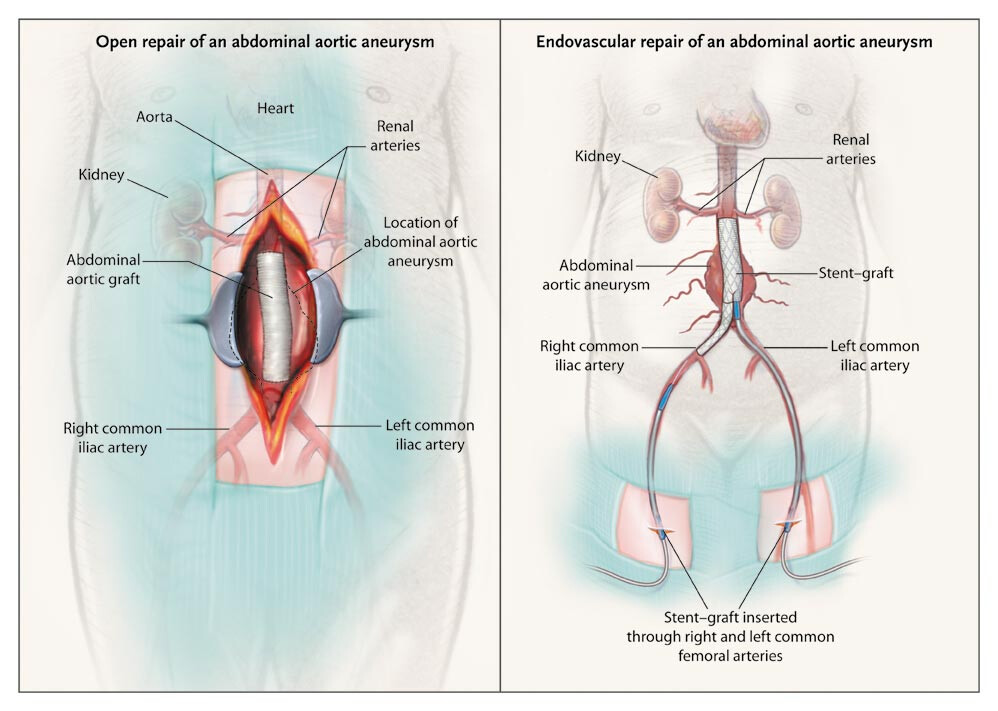 Open repair of an abdominal aortic aneurysm
Heart
Aorta
Renal
arteries
Kidney
Location of
abdominal aortic
aneurysm
Abdominal
aortic graft
Right common
iliac artery
Left common
iliac artery
Endovascular repair of an abdominal aortic aneurysm
Renal
arteries
Kidney
Abdominal
aortic aneurysm
Stent–graft
Right common
iliac artery
Left common
iliac artery
Stent–graft inserted
through right and left common
femoral arteries